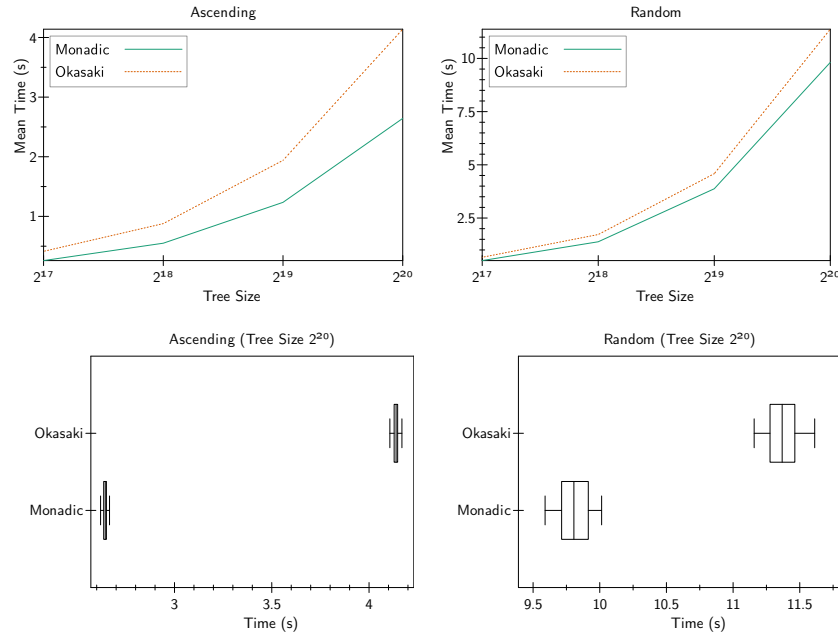 Ascending
Mean Time (s)
4
3
2
1
Monadic
Okasaki
2¹⁷
2¹⁸
2¹⁹
2²⁰
Tree Size
Random
Mean Time (s)
10
7.5
5
2.5
Monadic
Okasaki
2¹⁷
2¹⁸
2¹⁹
2²⁰
Tree Size
Ascending (Tree Size 2²⁰)
Okasaki
Monadic
3
3.5
4
Time (s)
Random (Tree Size 2²⁰)
Okasaki
Monadic
9.5
10
10.5
11
11.5
Time (s)